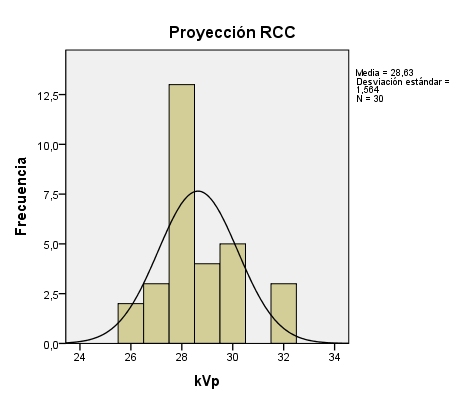 Proyección RCC
Media = 28,63
Desviación estándar =
1,564
N = 30
Frecuencia
12,5
10,0
7,5
5,0
2,5
0,0
24 26 28 30 32 34
kVp